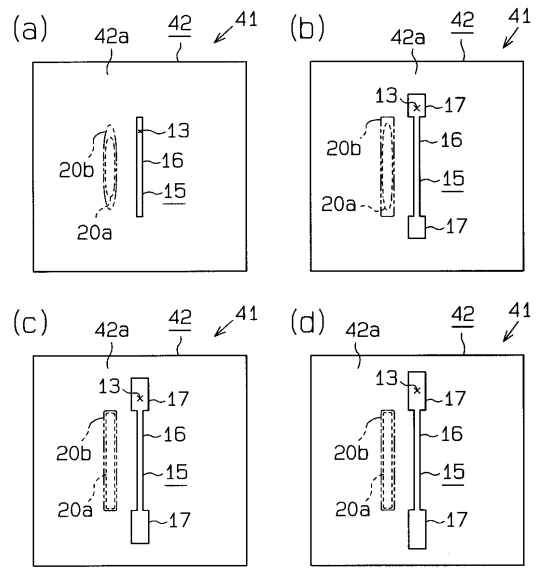 (a) 42a 42 41
13
16
20b
15
20a
(b) 42a 42 41
13 17
20b 16
15
20a
17
(c) 42a 42 41
13 17
16
20b
15
20a
17
(d) 42a 42 41
13 17
16
20b
15
20a
17